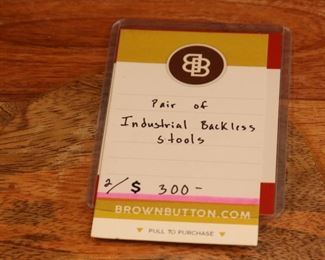 BB
Pair of
Industrial Backless
Stools
2/$ 300-
BROWNBUTTON.COM
PULL TO PURCHASE